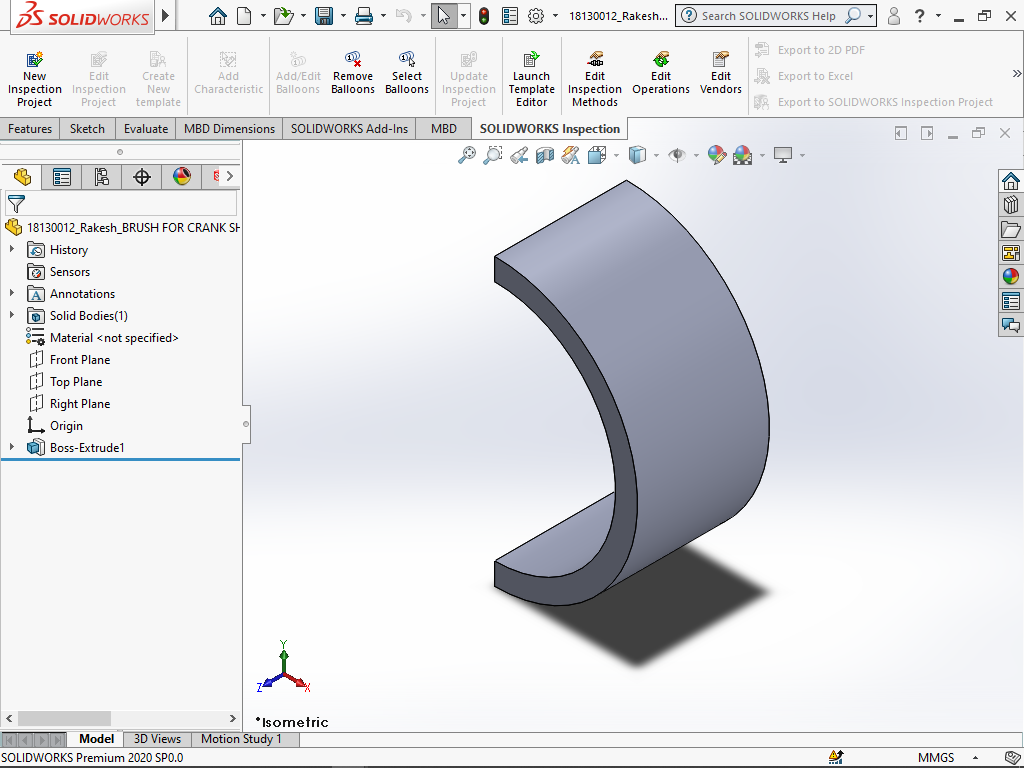 SOLIDWORKS
18130012_Rakesh...
Search SOLIDWORKS Help
New Inspection Project
Edit Inspection Project
Create New template
Add Characteristic
Add/Edit Balloons
Remove Balloons
Select Balloons
Update Inspection Project
Launch Template Editor
Edit Inspection Methods
Edit Operations
Edit Vendors
Export to 2D PDF
Export to Excel
Export to SOLIDWORKS Inspection Project
Features
Sketch
Evaluate
MBD Dimensions
SOLIDWORKS Add-Ins
MBD
SOLIDWORKS Inspection
18130012_Rakesh_BRUSH FOR CRANK SH
History
Sensors
Annotations
Solid Bodies(1)
Material <not specified>
Front Plane
Top Plane
Right Plane
Origin
Boss-Extrude1
Y
Z
X
*Isometric
Model
3D Views
Motion Study 1
SOLIDWORKS Premium 2020 SP0.0
MMGS